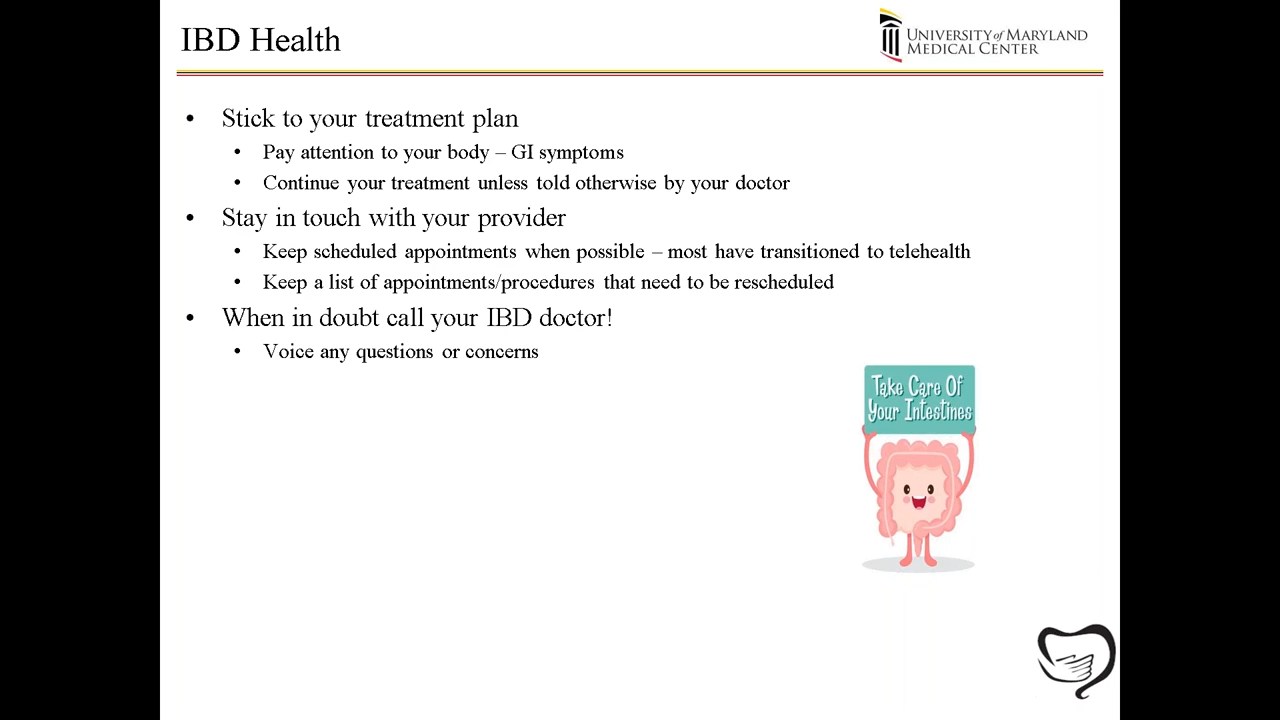 IBD Health
UNIVERSITY of MARYLAND
MEDICAL CENTER
• Stick to your treatment plan
• Pay attention to your body – GI symptoms
• Continue your treatment unless told otherwise by your doctor
• Stay in touch with your provider
• Keep scheduled appointments when possible – most have transitioned to telehealth
• Keep a list of appointments/procedures that need to be rescheduled
• When in doubt call your IBD doctor!
• Voice any questions or concerns
Take Care Of
Your Intestines